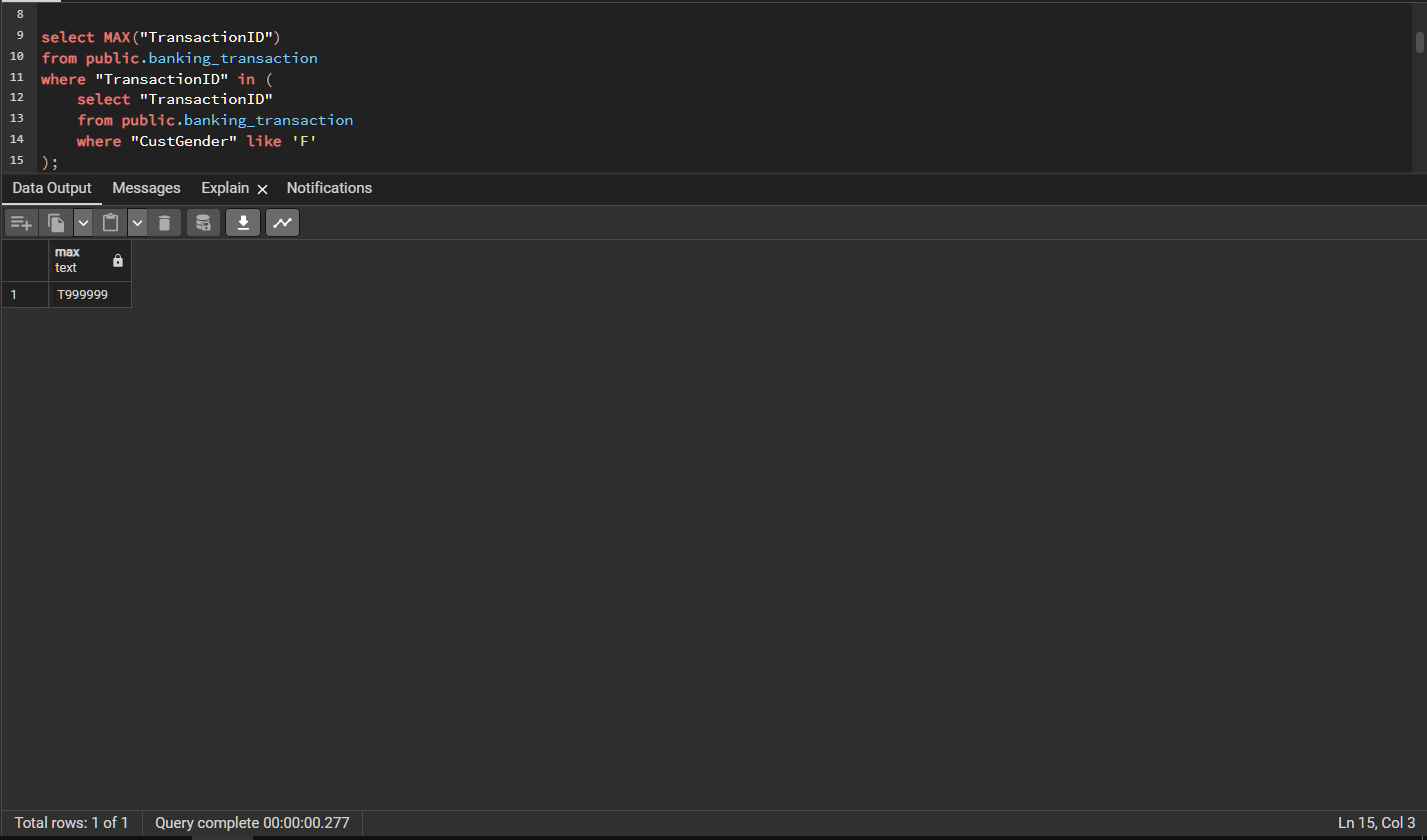 8
9 select MAX("TransactionID")
10 from public.banking_transaction
11 where "TransactionID" in (
12     select "TransactionID"
13     from public.banking_transaction
14     where "CustGender" like 'F'
15 );
Data Output Messages Explain Notifications
max
text
1 T999999
Total rows: 1 of 1 Query complete 00:00:00.277 Ln 15, Col 3